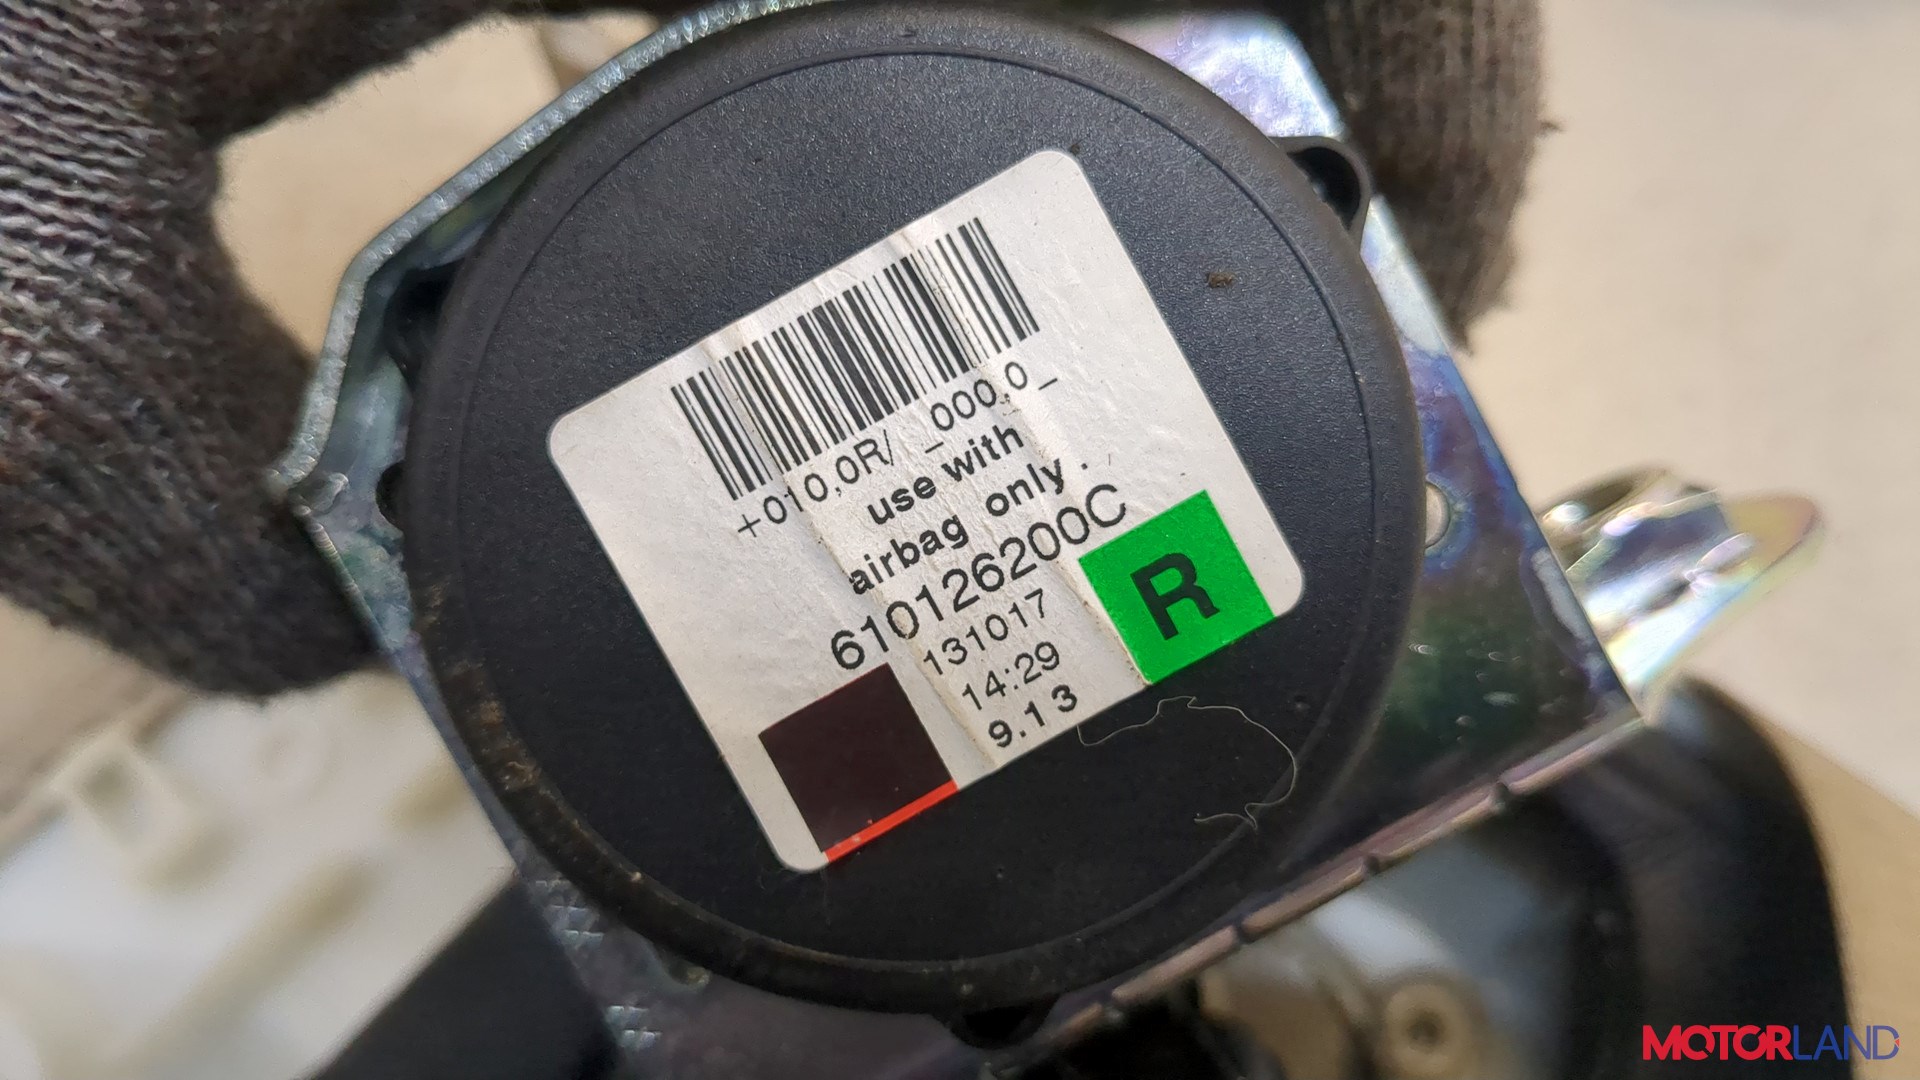 +010,0R/ _000,0_
use with
airbag only.
610126200C
131017
14:29
9.13
R
MOTORLAND